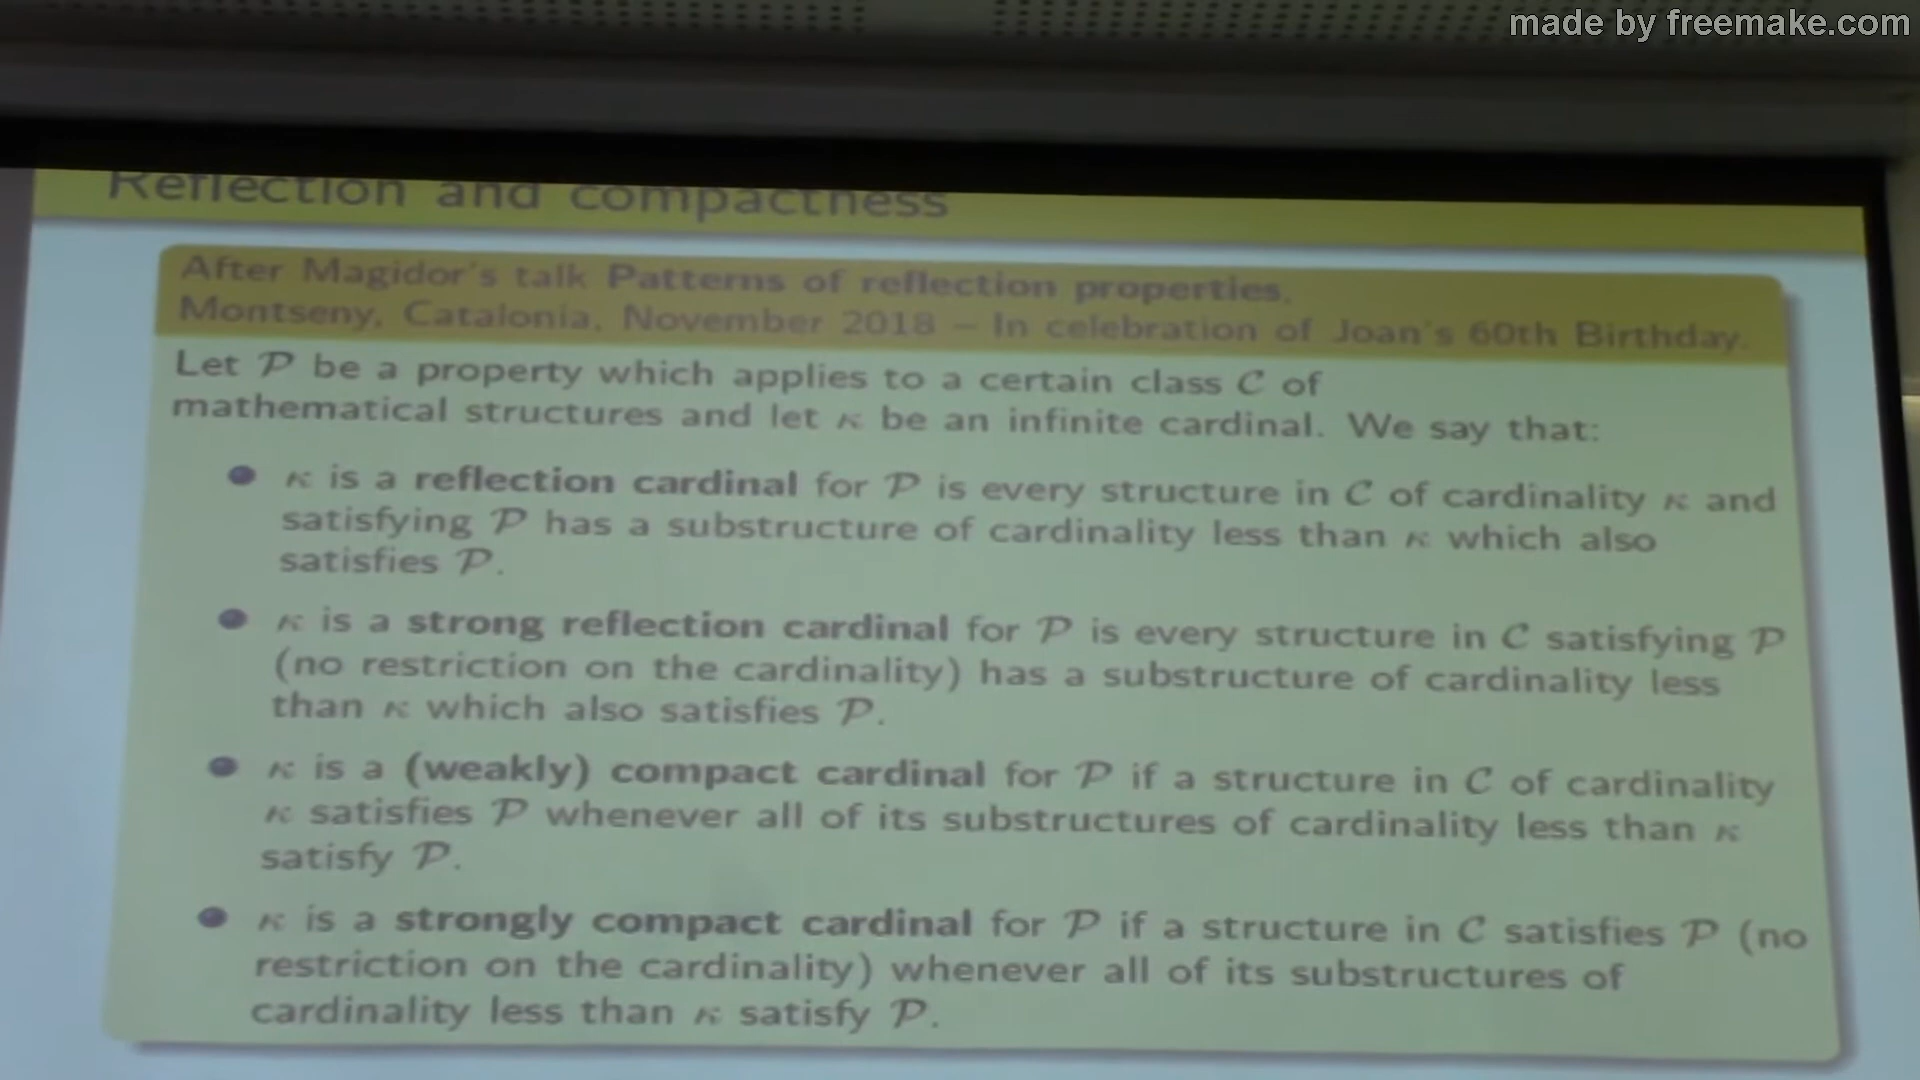 made by freemake.com
Reflection and compactness
After Magidor's talk Patterns of reflection properties.
Montseny, Catalonia, November 2018 – In celebration of Joan's 60th Birthday.
Let 𝒫 be a property which applies to a certain class 𝒞 of
mathematical structures and let κ be an infinite cardinal. We say that:
κ is a reflection cardinal for 𝒫 is every structure in 𝒞 of cardinality κ and
satisfying 𝒫 has a substructure of cardinality less than κ which also
satisfies 𝒫.
κ is a strong reflection cardinal for 𝒫 is every structure in 𝒞 satisfying 𝒫
(no restriction on the cardinality) has a substructure of cardinality less
than κ which also satisfies 𝒫.
κ is a (weakly) compact cardinal for 𝒫 if a structure in 𝒞 of cardinality
κ satisfies 𝒫 whenever all of its substructures of cardinality less than κ
satisfy 𝒫.
κ is a strongly compact cardinal for 𝒫 if a structure in 𝒞 satisfies 𝒫 (no
restriction on the cardinality) whenever all of its substructures of
cardinality less than κ satisfy 𝒫.